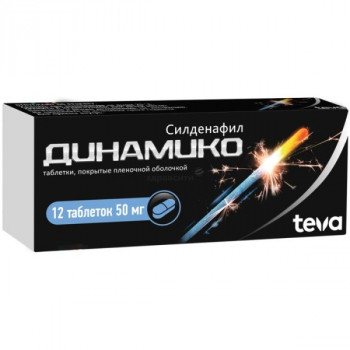 Силденафил
ДИНАМИКО
таблетки, покрытые пленочной оболочкой
12 таблеток 50 мг
teva